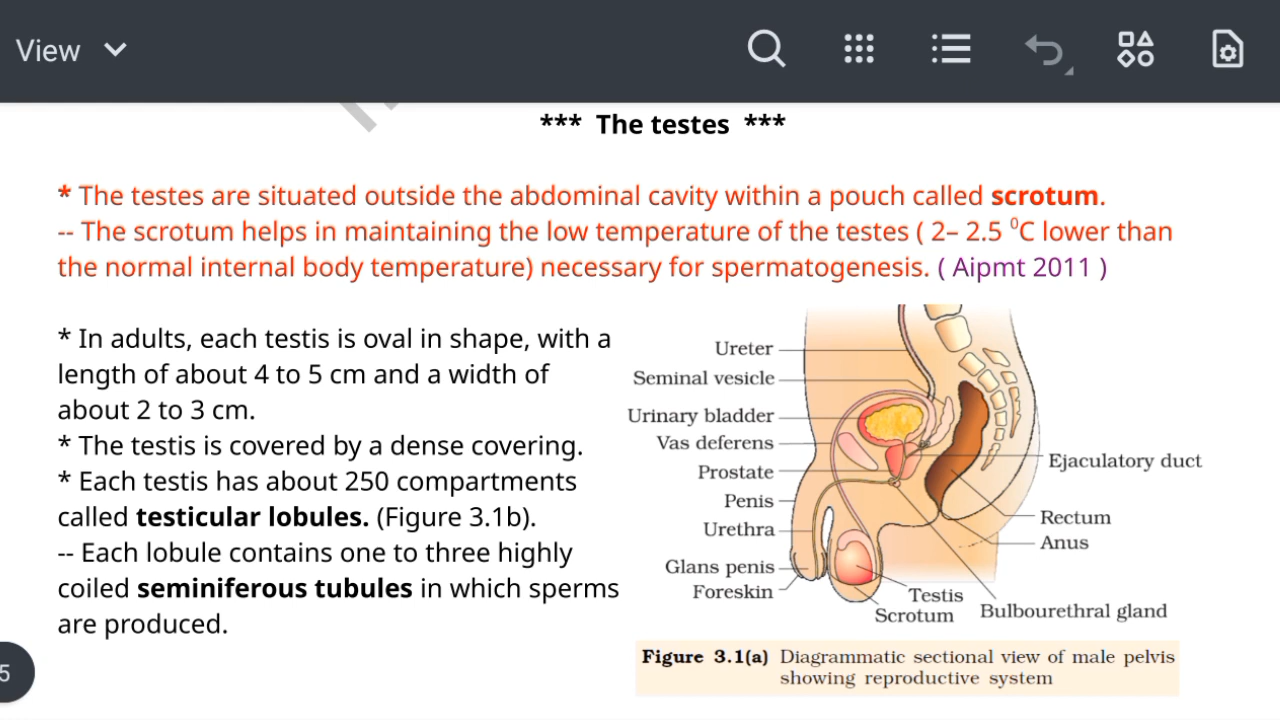 View
*** The testes ***
* The testes are situated outside the abdominal cavity within a pouch called scrotum.
-- The scrotum helps in maintaining the low temperature of the testes ( 2– 2.5 ⁰C lower than
the normal internal body temperature) necessary for spermatogenesis. ( Aipmt 2011 )
* In adults, each testis is oval in shape, with a
length of about 4 to 5 cm and a width of
about 2 to 3 cm.
* The testis is covered by a dense covering.
* Each testis has about 250 compartments
called testicular lobules. (Figure 3.1b).
-- Each lobule contains one to three highly
coiled seminiferous tubules in which sperms
are produced.
Ureter
Seminal vesicle
Urinary bladder
Vas deferens
Prostate
Penis
Urethra
Glans penis
Foreskin
Ejaculatory duct
Rectum
Anus
Testis
Scrotum
Bulbourethral gland
Figure 3.1(a) Diagrammatic sectional view of male pelvis
showing reproductive system
5